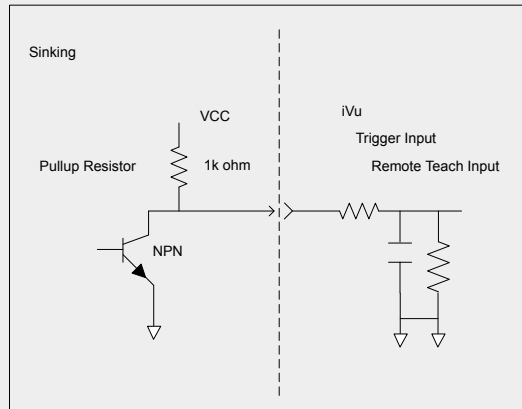 Sinking
VCC
iVu
Trigger Input
Pullup Resistor
1k ohm
Remote Teach Input
NPN